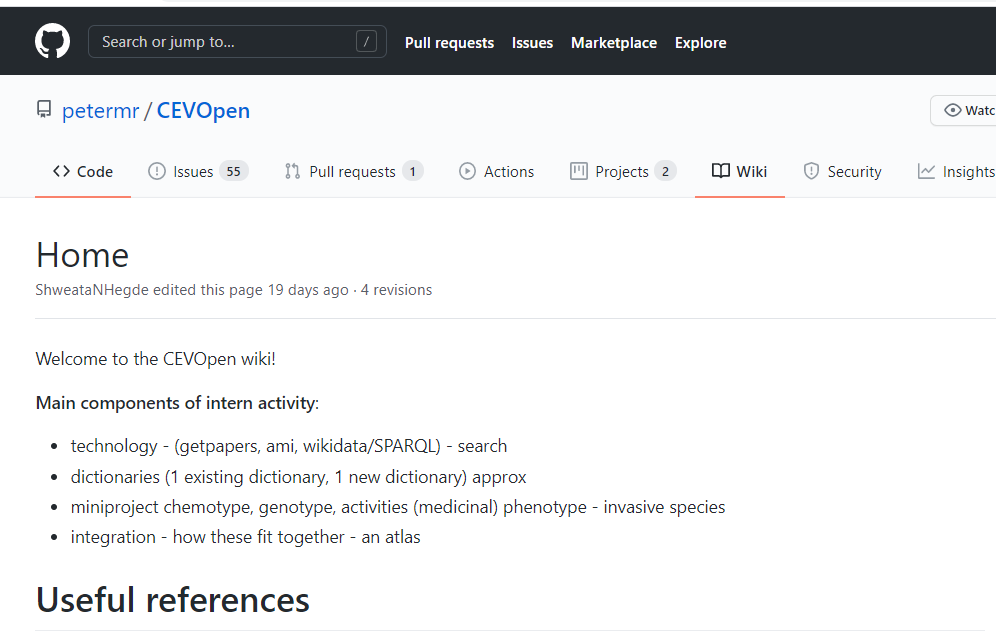 Search or jump to... /
Pull requests Issues Marketplace Explore
petermr / CEVOpen
Watc
Code Issues 55 Pull requests 1 Actions Projects 2 Wiki Security Insights
Home
ShweataNHegde edited this page 19 days ago · 4 revisions
Welcome to the CEVOpen wiki!
Main components of intern activity:
• technology - (getpapers, ami, wikidata/SPARQL) - search
• dictionaries (1 existing dictionary, 1 new dictionary) approx
• miniproject chemotype, genotype, activities (medicinal) phenotype - invasive species
• integration - how these fit together - an atlas
Useful references